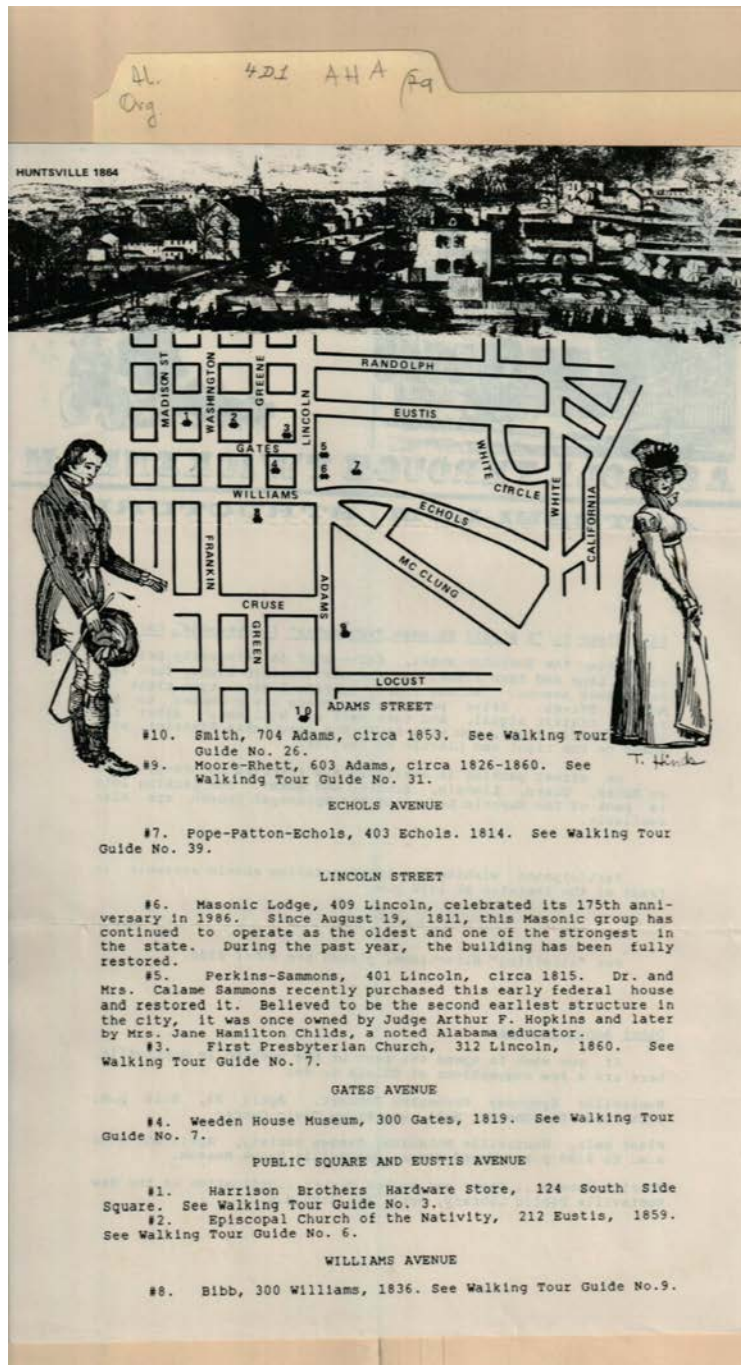 Al. 4D1 AHA
Org
HUNTSVILLE 1864
MADISON ST
WASHINGTON
GREENE
LINCOLN
RANDOLPH
EUSTIS
1
2
3
GATES
4
5
6
7
WHITE CIRCLE
WHITE
CALIFORNIA
WILLIAMS
8
ECHOLS
FRANKIN
ADAMS
MC CLUNG
CRUSE
GREEN
9
LOCUST
10
ADAMS STREET
T. Hinds
#10. Smith, 704 Adams, circa 1853. See Walking Tour
Guide No. 26.
#9. Moore-Rhett, 603 Adams, circa 1826-1860. See
Walkindg Tour Guide No. 31.
ECHOLS AVENUE
#7. Pope-Patton-Echols, 403 Echols. 1814. See Walking Tour
Guide No. 39.
LINCOLN STREET
#6. Masonic Lodge, 409 Lincoln, celebrated its 175th anni-
versary in 1986. Since August 19, 1811, this Masonic group has
continued to operate as the oldest and one of the strongest in
the state. During the past year, the building has been fully
restored.
#5. Perkins-Sammons, 401 Lincoln, circa 1815. Dr. and
Mrs. Calame Sammons recently purchased this early federal house
and restored it. Believed to be the second earliest structure in
the city, it was once owned by Judge Arthur F. Hopkins and later
by Mrs. Jane Hamilton Childs, a noted Alabama educator.
#3. First Presbyterian Church, 312 Lincoln, 1860. See
Walking Tour Guide No. 7.
GATES AVENUE
#4. Weeden House Museum, 300 Gates, 1819. See Walking Tour
Guide No. 7.
PUBLIC SQUARE AND EUSTIS AVENUE
#1. Harrison Brothers Hardware Store, 124 South Side
Square. See Walking Tour Guide No. 3.
#2. Episcopal Church of the Nativity, 212 Eustis, 1859.
See Walking Tour Guide No. 6.
WILLIAMS AVENUE
#8. Bibb, 300 Williams, 1836. See Walking Tour Guide No.9.